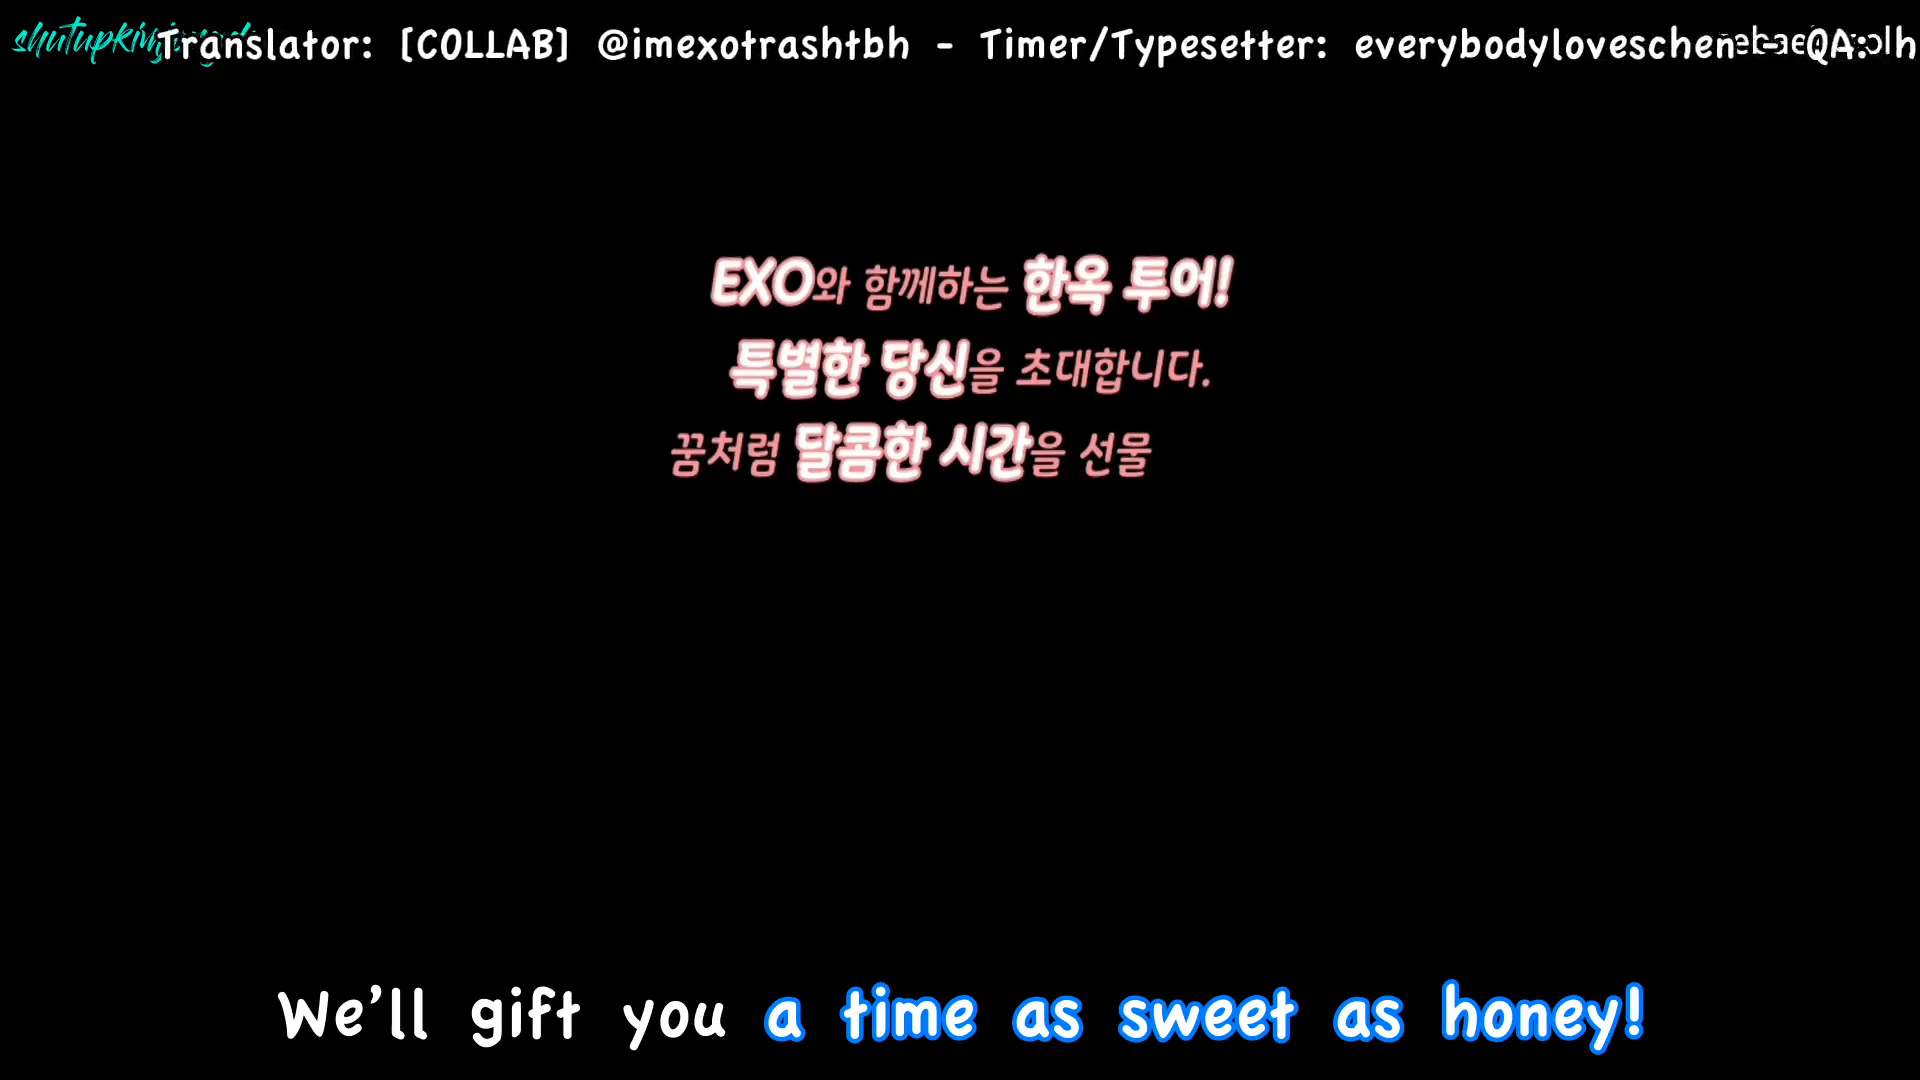 Translator: [COLLAB] @imexotrashtbh - Timer/Typesetter: everybodyloveschen - QA: h
EXO와 함께하는 한옥 투어!
특별한 당신을 초대합니다.
꿈처럼 달콤한 시간을 선물
We'll gift you a time as sweet as honey!